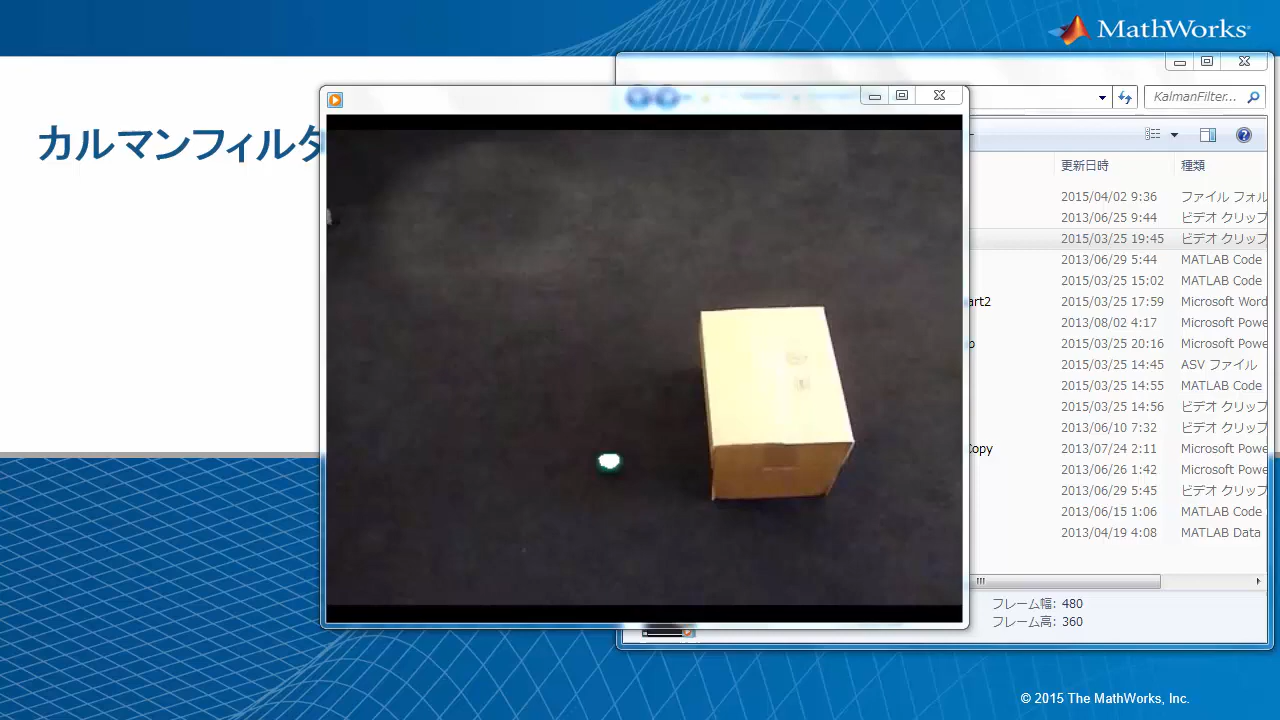 MathWorks
カルマンフィルタ
KalmanFilter...
更新日時 種類
2015/04/02 9:36 ファイル フォル
2013/06/25 9:44 ビデオ クリップ
2015/03/25 19:45 ビデオ クリップ
2013/06/29 5:44 MATLAB Code
2015/03/25 15:02 MATLAB Code
art2 2015/03/25 17:59 Microsoft Word
2013/08/02 4:17 Microsoft Powe
p 2015/03/25 20:16 Microsoft Powe
2015/03/25 14:45 ASV ファイル
2015/03/25 14:55 MATLAB Code
2015/03/25 14:56 ビデオ クリップ
2013/06/10 7:32 ビデオ クリップ
Copy 2013/07/24 2:11 Microsoft Powe
2013/06/26 1:42 Microsoft Powe
2013/06/29 5:45 ビデオ クリップ
2013/06/15 1:06 MATLAB Code
2013/04/19 4:08 MATLAB Data
フレーム幅: 480
フレーム高: 360
© 2015 The MathWorks, Inc.